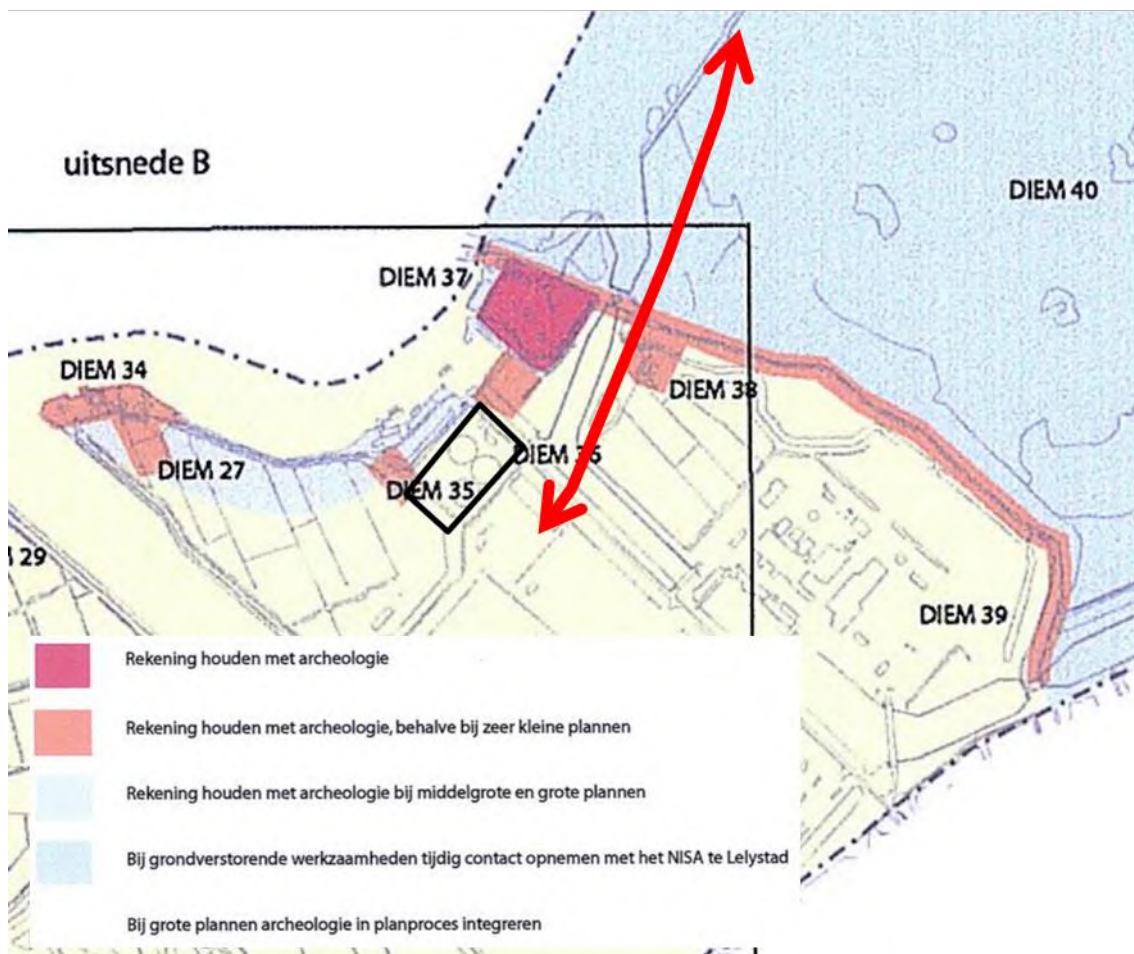 uitsnede B
DIEM 40
DIEM 37
DIEM 34
DIEM 38
DIEM 36
DIEM 27
DIEM 35
29
DIEM 39
Rekening houden met archeologie
Rekening houden met archeologie, behalve bij zeer kleine plannen
Rekening houden met archeologie bij middelgrote en grote plannen
Bij grondverstorende werkzaamheden tijdig contact opnemen met het NISA te Lelystad
Bij grote plannen archeologie in planproces integreren